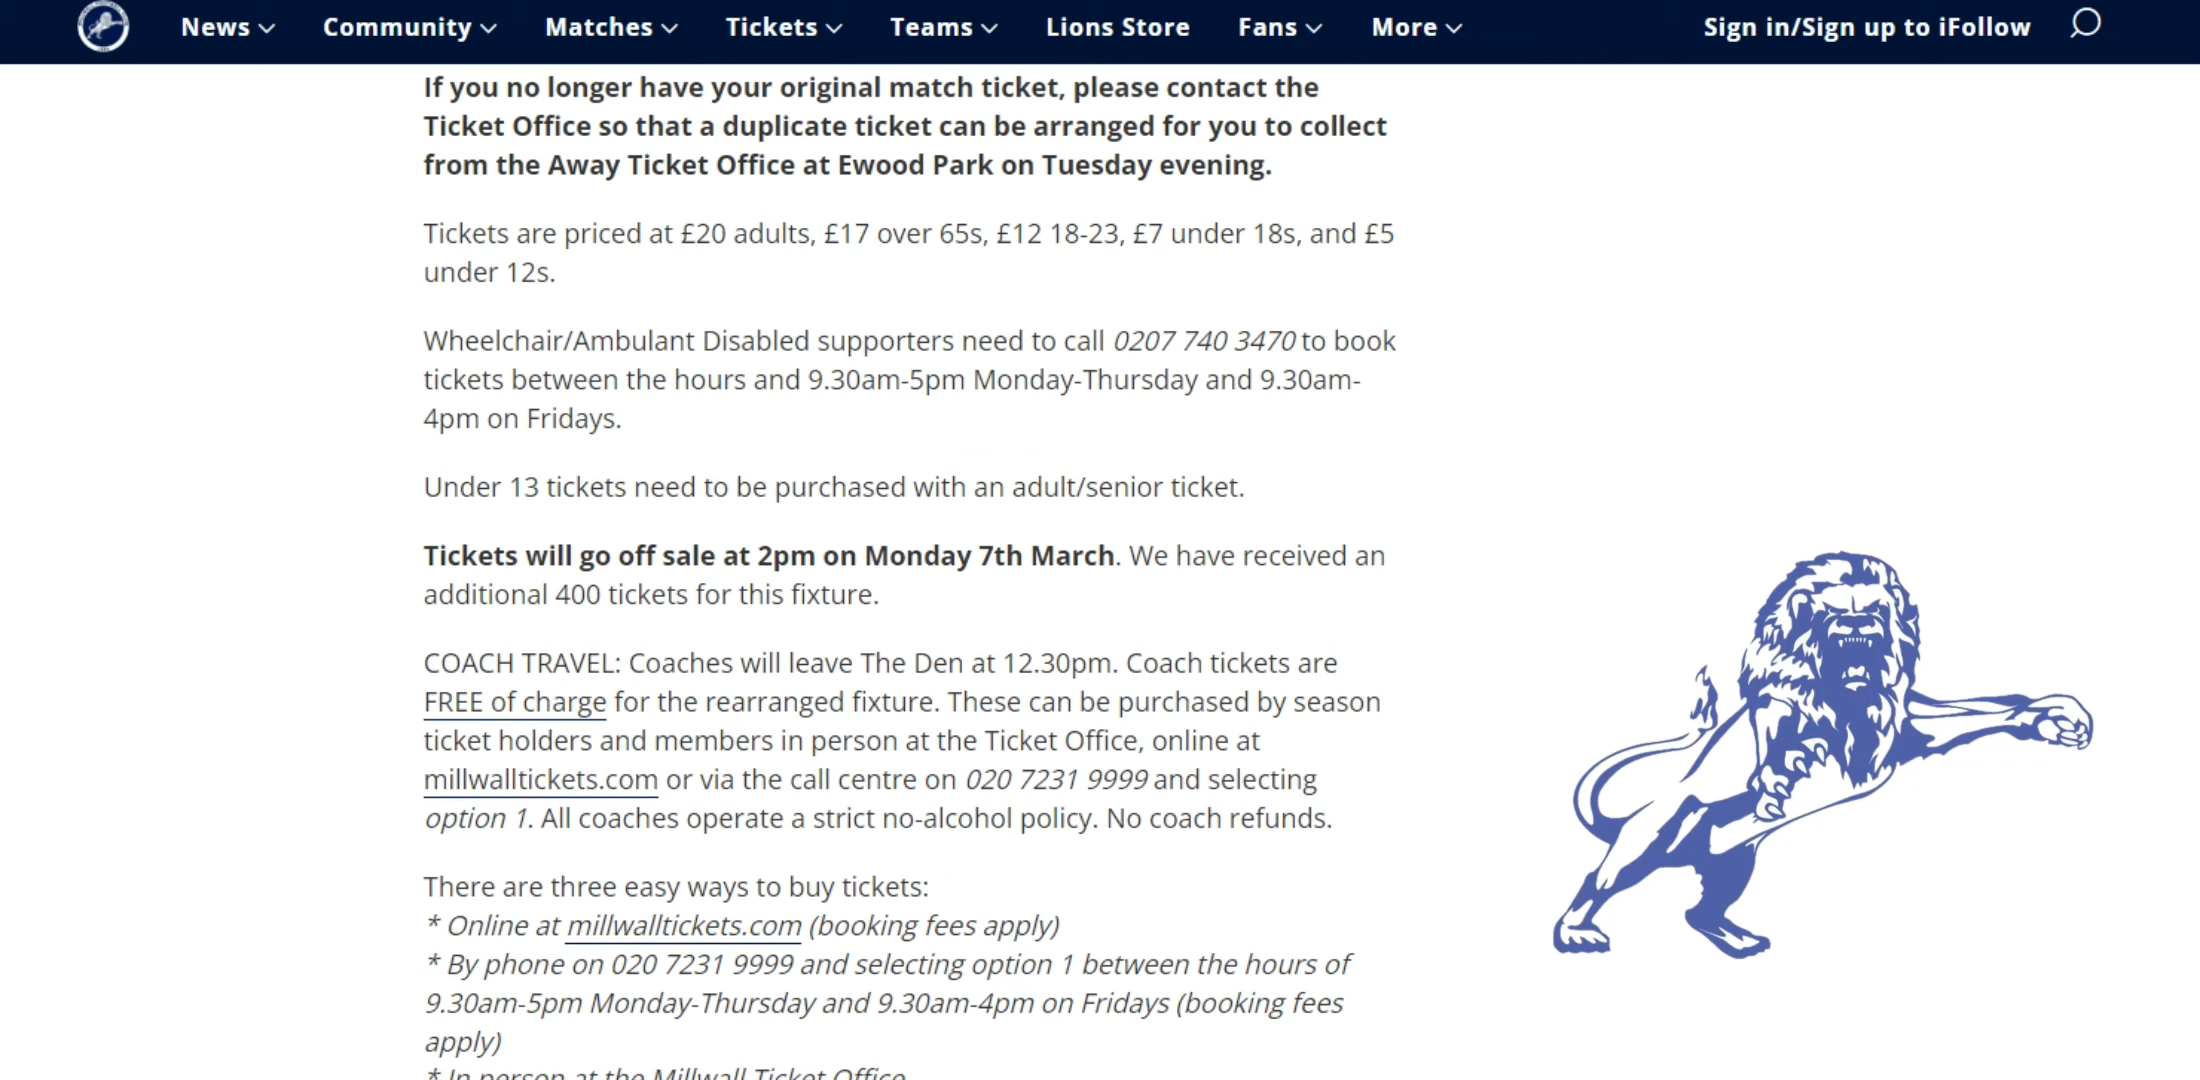 News Community Matches Tickets Teams Lions Store Fans More Sign in/Sign up to iFollow
If you no longer have your original match ticket, please contact the
Ticket Office so that a duplicate ticket can be arranged for you to collect
from the Away Ticket Office at Ewood Park on Tuesday evening.
Tickets are priced at £20 adults, £17 over 65s, £12 18-23, £7 under 18s, and £5
under 12s.
Wheelchair/Ambulant Disabled supporters need to call 0207 740 3470 to book
tickets between the hours and 9.30am-5pm Monday-Thursday and 9.30am-
4pm on Fridays.
Under 13 tickets need to be purchased with an adult/senior ticket.
Tickets will go off sale at 2pm on Monday 7th March. We have received an
additional 400 tickets for this fixture.
COACH TRAVEL: Coaches will leave The Den at 12.30pm. Coach tickets are
FREE of charge for the rearranged fixture. These can be purchased by season
ticket holders and members in person at the Ticket Office, online at
millwalltickets.com or via the call centre on 020 7231 9999 and selecting
option 1. All coaches operate a strict no-alcohol policy. No coach refunds.
There are three easy ways to buy tickets:
* Online at millwalltickets.com (booking fees apply)
* By phone on 020 7231 9999 and selecting option 1 between the hours of
9.30am-5pm Monday-Thursday and 9.30am-4pm on Fridays (booking fees
apply)
* In person at the Millwall Ticket Office